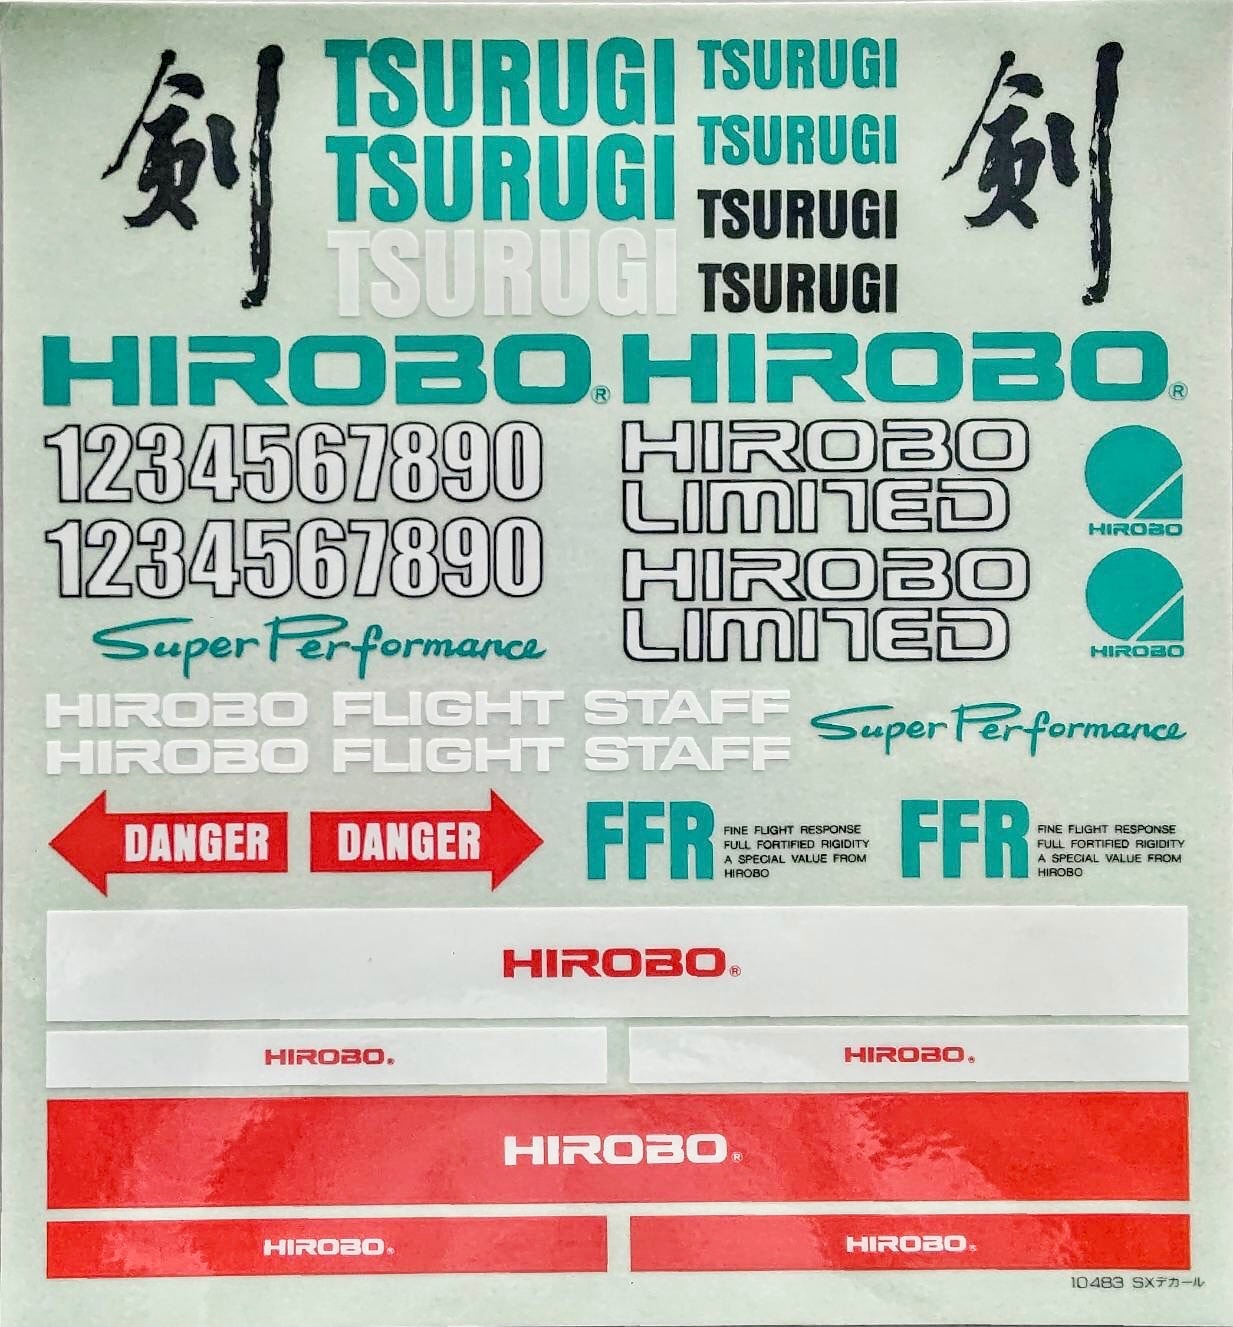 剣
TSURUGI
TSURUGI
TSURUGI
TSURUGI
TSURUGI
TSURUGI
TSURUGI
剣
HIROBO® HIROBO®
1234567890
1234567890
HIROBO
LIMITED
HIROBO
LIMITED
HIROBO
HIROBO
Super Performance
HIROBO FLIGHT STAFF
HIROBO FLIGHT STAFF
Super Performance
DANGER
DANGER
FFR
FINE FLIGHT RESPONSE
FULL FORTIFIED RIGIDITY
A SPECIAL VALUE FROM
HIROBO
FFR
FINE FLIGHT RESPONSE
FULL FORTIFIED RIGIDITY
A SPECIAL VALUE FROM
HIROBO
HIROBO®
HIROBO®
HIROBO®
HIROBO®
HIROBO®
HIROBO®
10483 SXデカール